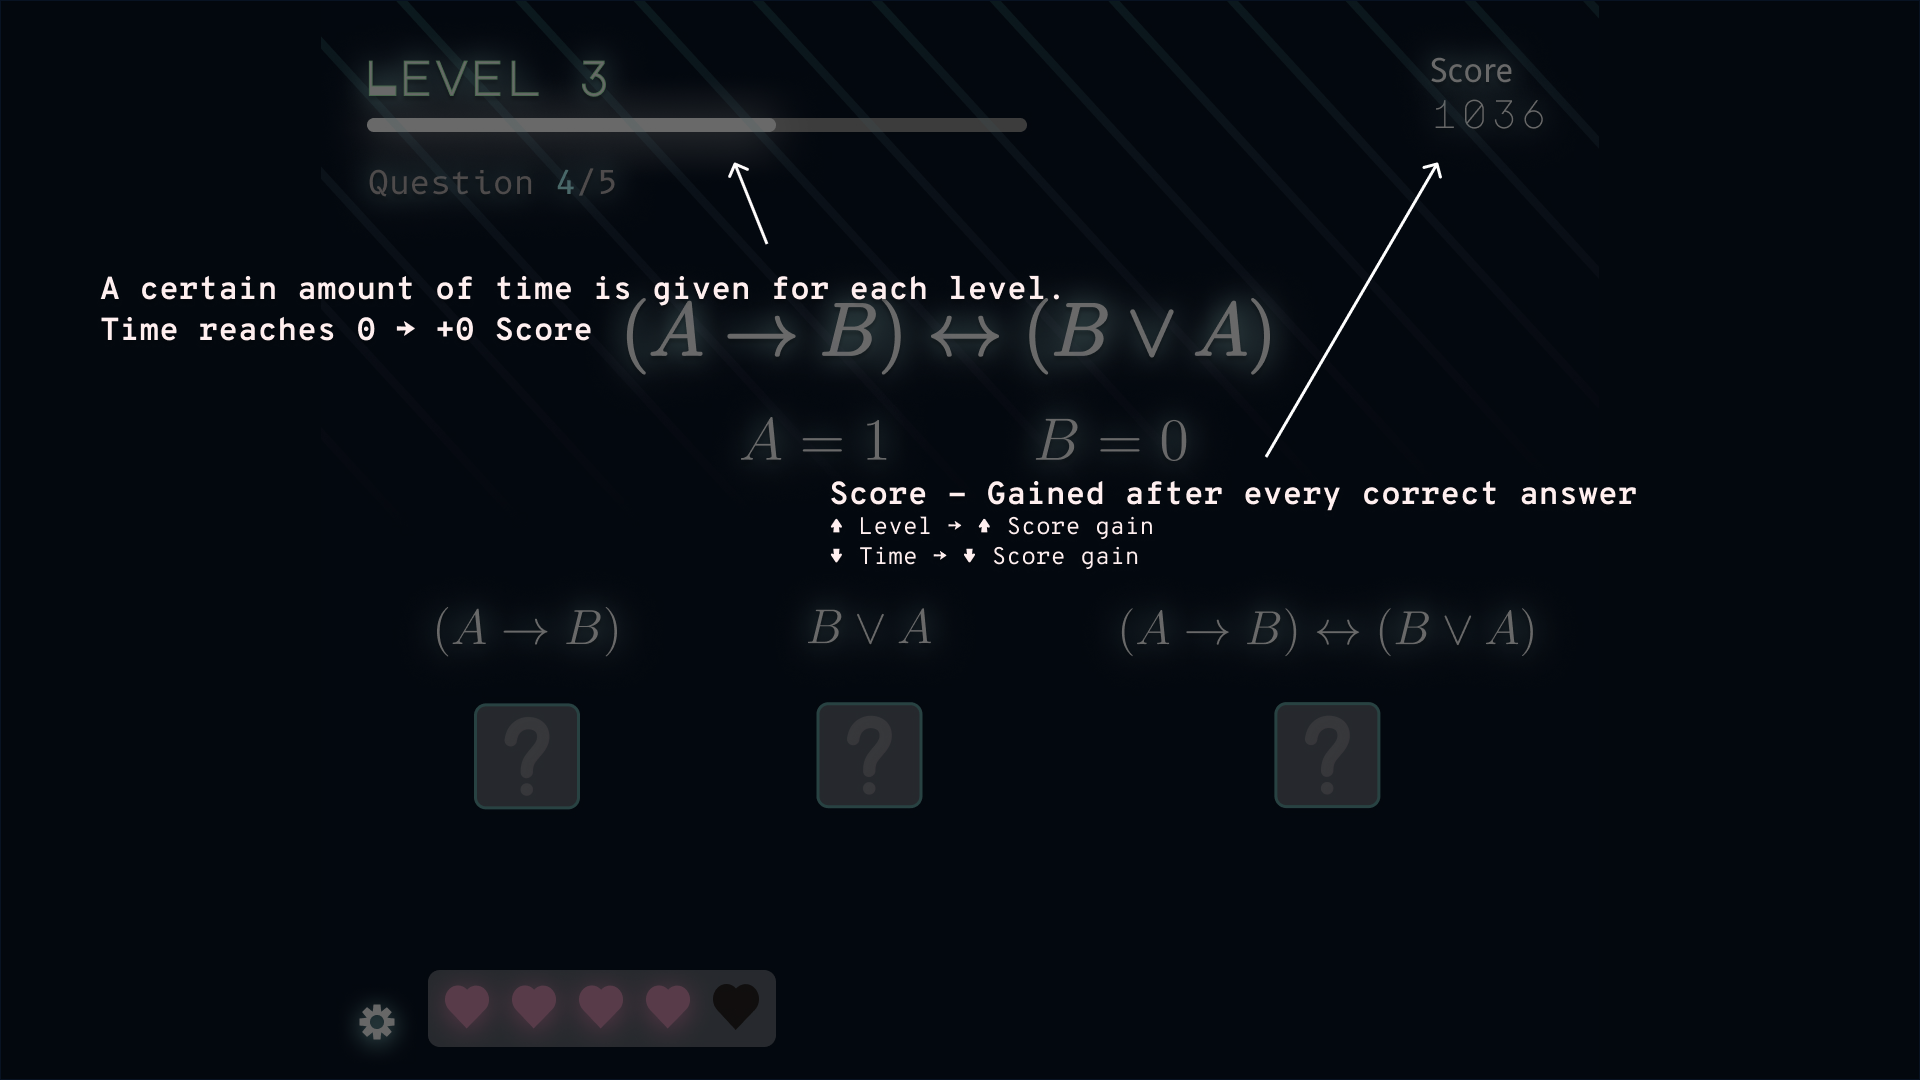 LEVEL 3
Score
1036
Question 4/5
A certain amount of time is given for each level.
Time reaches 0 → +0 Score
(A → B) ↔ (B ∨ A)
A = 1 B = 0
Score – Gained after every correct answer
⬆ Level → ⬆ Score gain
⬇ Time → ⬇ Score gain
(A → B) B ∨ A (A → B) ↔ (B ∨ A)
? ? ?